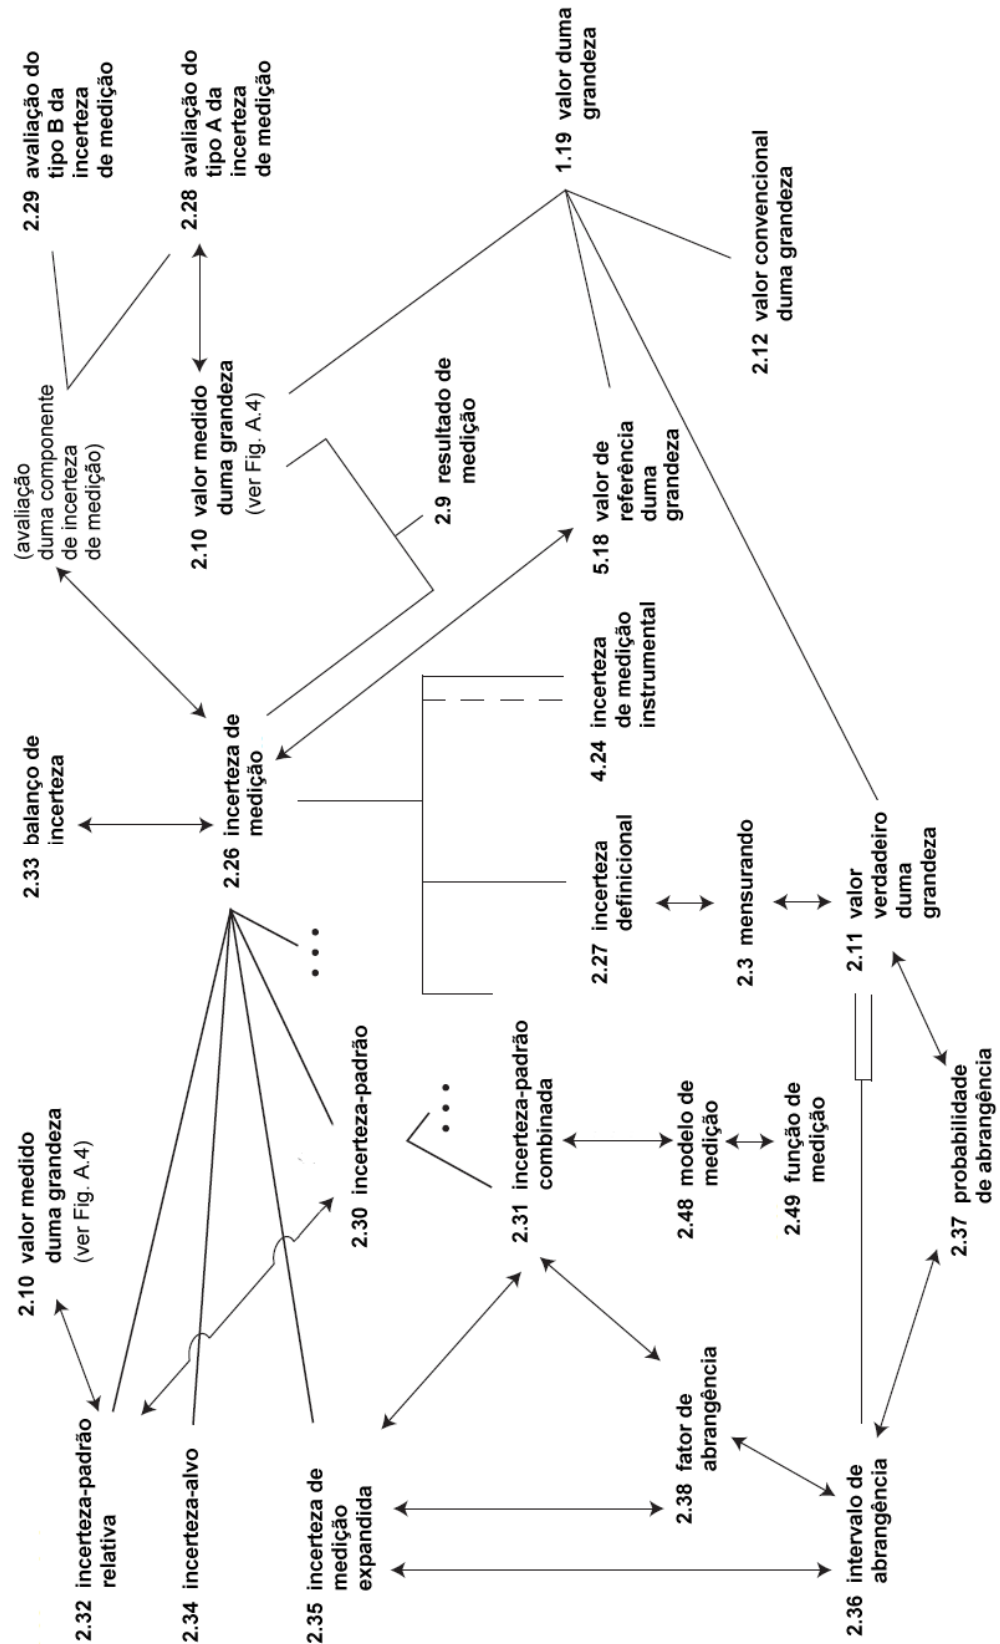 2.10 valor medido
duma grandeza
(ver Fig. A.4)
2.33 balanço de
incerteza
(avaliação
duma componente
de incerteza
de medição)
2.29 avaliação do
tipo B da
incerteza
de medição
2.32 incerteza-padrão
relativa
2.34 incerteza-alvo
2.35 incerteza de
medição
expandida
2.26 incerteza de
medição
2.10 valor medido
duma grandeza
(ver Fig. A.4)
2.28 avaliação do
tipo A da
incerteza
de medição
2.30 incerteza-padrão
• • •
• • •
2.9 resultado de
medição
2.31 incerteza-padrão
combinada
2.27 incerteza
definicional
4.24 incerteza
de medição
instrumental
5.18 valor de
referência
duma
grandeza
1.19 valor duma
grandeza
2.38 fator de
abrangência
2.48 modelo de
medição
2.3 mensurando
2.12 valor convencional
duma grandeza
2.49 função de
medição
2.36 intervalo de
abrangência
2.11 valor
verdadeiro
duma
grandeza
2.37 probabilidade
de abrangência